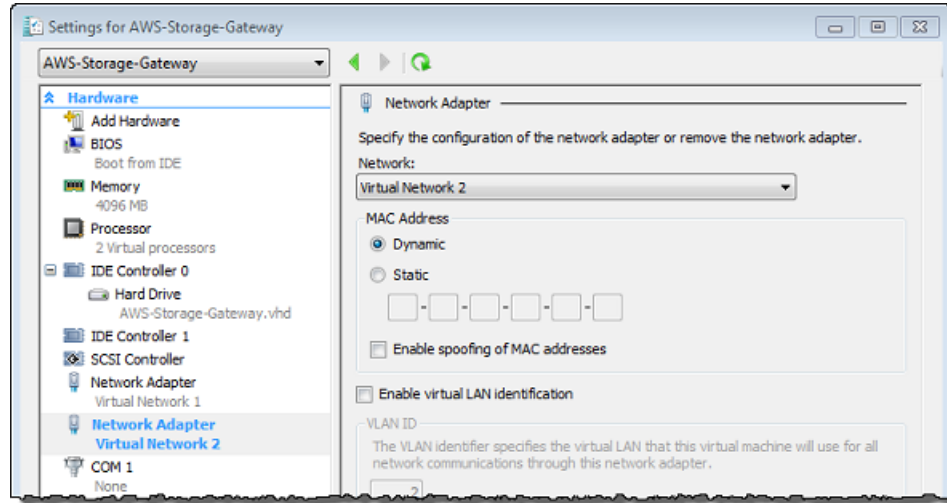 Settings for AWS-Storage-Gateway
AWS-Storage-Gateway
Hardware
Add Hardware
BIOS
Boot from IDE
Memory
4096 MB
Processor
2 Virtual processors
IDE Controller 0
Hard Drive
AWS-Storage-Gateway.vhd
IDE Controller 1
SCSI Controller
Network Adapter
Virtual Network 1
Network Adapter
Virtual Network 2
COM 1
None
Network Adapter
Specify the configuration of the network adapter or remove the network adapter.
Network:
Virtual Network 2
MAC Address
Dynamic
Static
- - - - -
Enable spoofing of MAC addresses
Enable virtual LAN identification
VLAN ID
The VLAN identifier specifies the virtual LAN that this virtual machine will use for all
network communications through this network adapter.
2